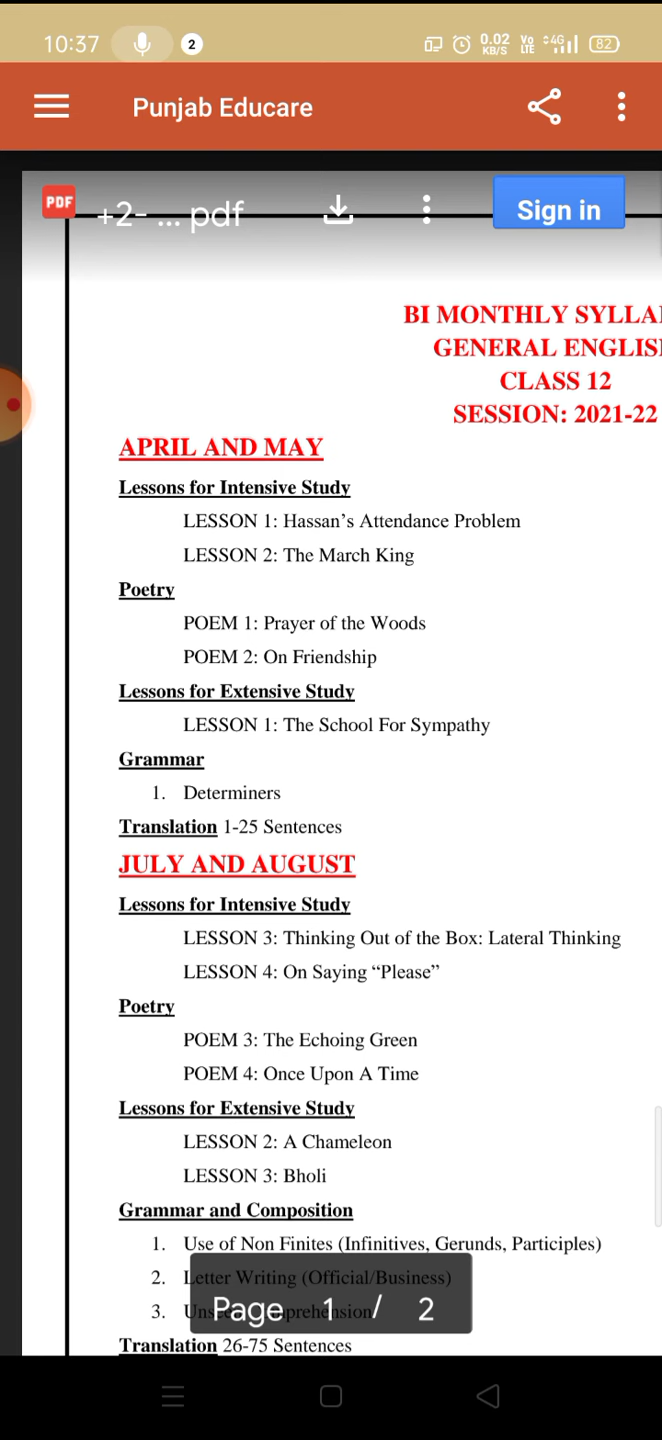 10:37
2
0.02
KB/S
Vo
LTE
4G
82
Punjab Educare
PDF
+2- ... pdf
Sign in
BI MONTHLY SYLLA
GENERAL ENGLIS
CLASS 12
SESSION: 2021-22
APRIL AND MAY
Lessons for Intensive Study
LESSON 1: Hassan’s Attendance Problem
LESSON 2: The March King
Poetry
POEM 1: Prayer of the Woods
POEM 2: On Friendship
Lessons for Extensive Study
LESSON 1: The School For Sympathy
Grammar
1. Determiners
Translation 1-25 Sentences
JULY AND AUGUST
Lessons for Intensive Study
LESSON 3: Thinking Out of the Box: Lateral Thinking
LESSON 4: On Saying “Please”
Poetry
POEM 3: The Echoing Green
POEM 4: Once Upon A Time
Lessons for Extensive Study
LESSON 2: A Chameleon
LESSON 3: Bholi
Grammar and Composition
1. Use of Non Finites (Infinitives, Gerunds, Participles)
2. Letter Writing (Official/Business)
3.
Page 1 / 2
Translation 26-75 Sentences